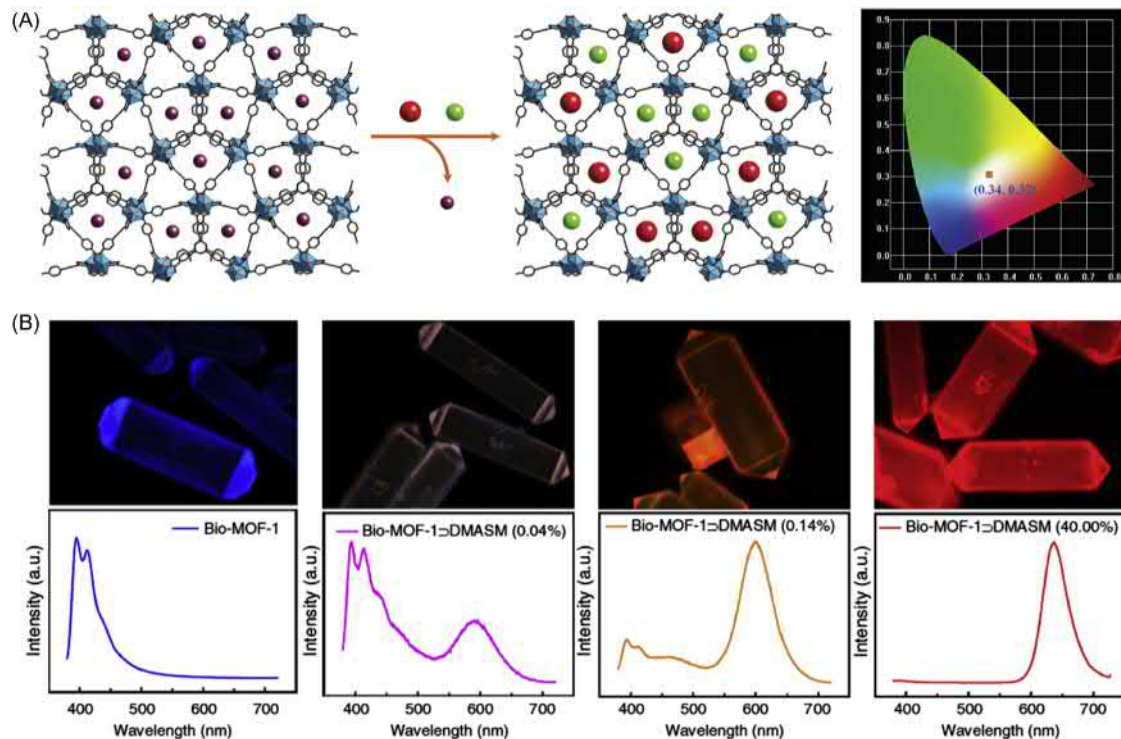 (A)
0.9
0.8
0.7
0.6
0.5
0.4
0.3
0.2
0.1
0.0
(0.34, 0.32)
0.0 0.1 0.2 0.3 0.4 0.5 0.6 0.7 0.8
(B)
Bio-MOF-1
Intensity (a.u.)
400 500 600 700
Wavelength (nm)
Bio-MOF-1⊃DMASM (0.04%)
Intensity (a.u.)
400 500 600 700
Wavelength (nm)
Bio-MOF-1⊃DMASM (0.14%)
Intensity (a.u.)
400 500 600 700
Wavelength (nm)
Bio-MOF-1⊃DMASM (40.00%)
Intensity (a.u.)
400 500 600 700
Wavelength (nm)